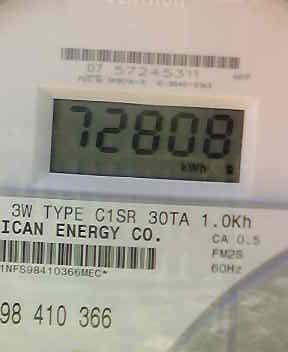 07 57245311
72808
kWh
3W TYPE C1SR 30TA 1.0Kh
ICAN ENERGY CO.
CA 0.5
FM2S
60Hz
1NFS98410366MEC*
98 410 366